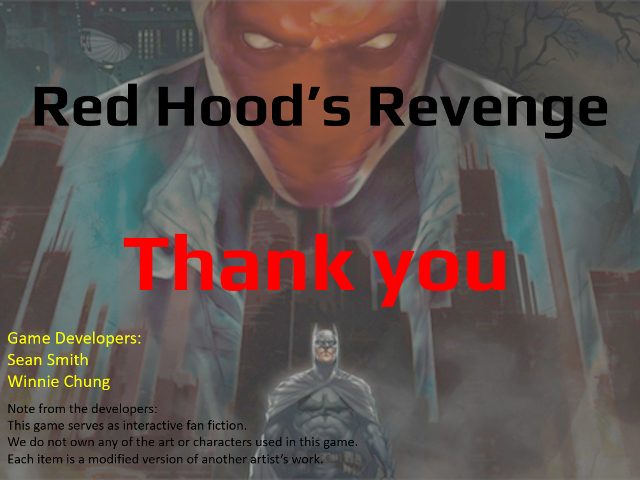 Red Hood’s Revenge
Thank you
Game Developers:
Sean Smith
Winnie Chung
Note from the developers:
This game serves as interactive fan fiction.
We do not own any of the art or characters used in this game.
Each item is a modified version of another artist’s work.